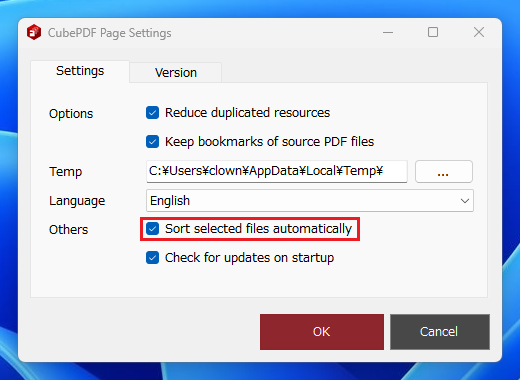 CubePDF Page Settings
Settings
Version
Options
Reduce duplicated resources
Keep bookmarks of source PDF files
Temp
C:¥Users¥clown¥AppData¥Local¥Temp¥
...
Language
English
Others
Sort selected files automatically
Check for updates on startup
OK
Cancel